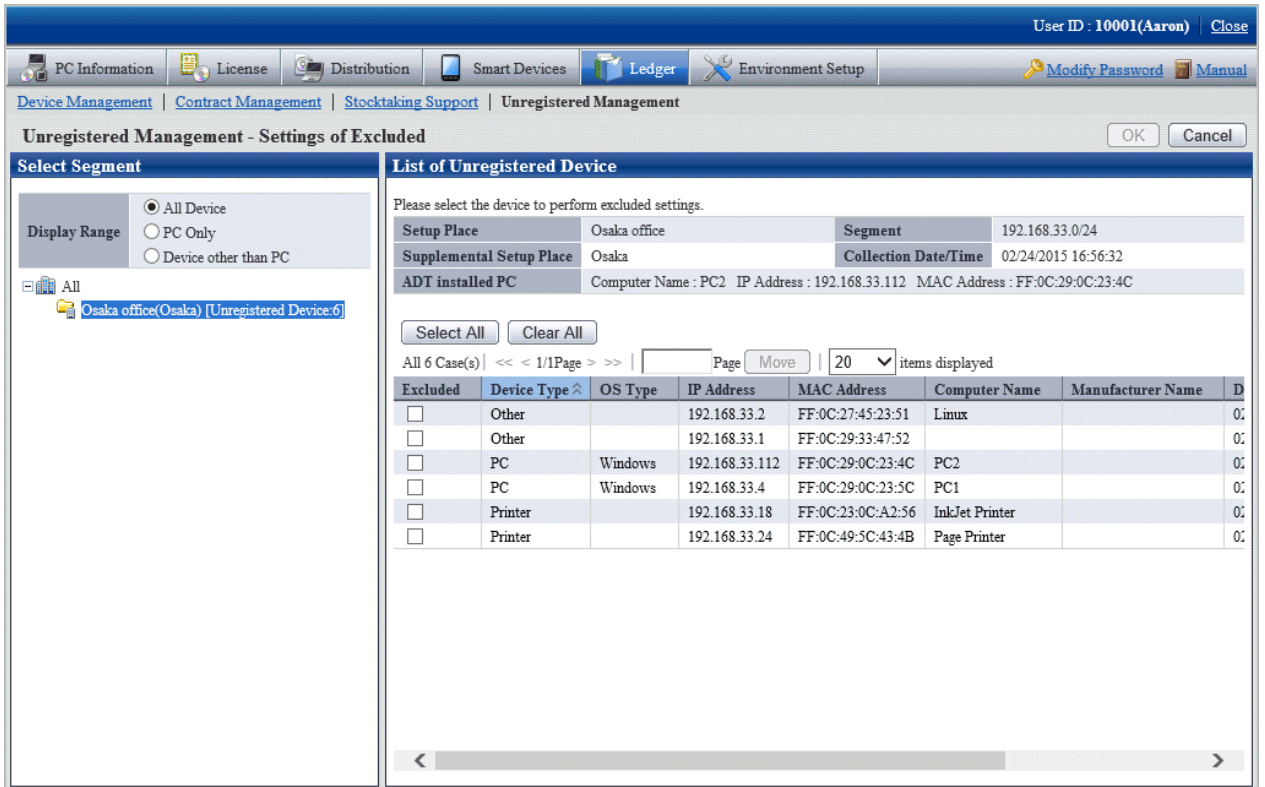 User ID : 10001(Aaron) Close
PC Information License Distribution Smart Devices Ledger Environment Setup Modify Password Manual
Device Management | Contract Management | Stocktaking Support | Unregistered Management
Unregistered Management - Settings of Excluded OK Cancel
Select Segment
Display Range
All Device
PC Only
Device other than PC
All
Osaka office(Osaka) [Unregistered Device:6]
List of Unregistered Device
Please select the device to perform excluded settings.
Setup Place Osaka office Segment 192.168.33.0/24
Supplemental Setup Place Osaka Collection Date/Time 02/24/2015 16:56:32
ADT installed PC Computer Name : PC2 IP Address : 192.168.33.112 MAC Address : FF:0C:29:0C:23:4C
Select All Clear All
All 6 Case(s) | << < 1/1Page > >> | Page Move | 20 items displayed
Excluded Device Type OS Type IP Address MAC Address Computer Name Manufacturer Name D
Other 192.168.33.2 FF:0C:27:45:23:51 Linux 02
Other 192.168.33.1 FF:0C:29:33:47:52 02
PC Windows 192.168.33.112 FF:0C:29:0C:23:4C PC2 02
PC Windows 192.168.33.4 FF:0C:29:0C:23:5C PC1 02
Printer 192.168.33.18 FF:0C:23:0C:A2:56 InkJet Printer 02
Printer 192.168.33.24 FF:0C:49:5C:43:4B Page Printer 02